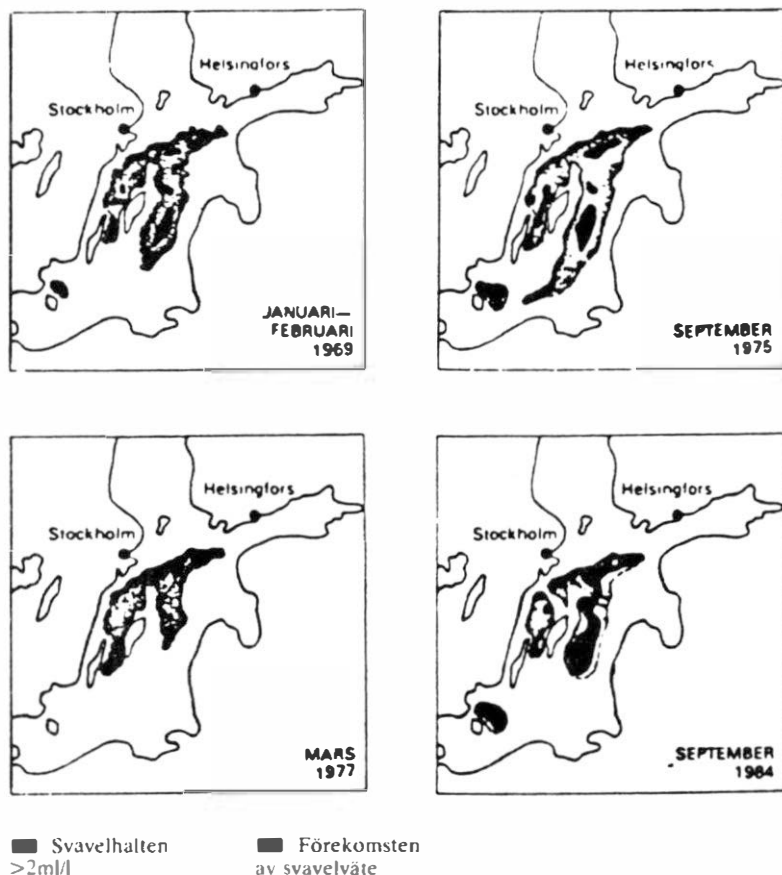 Helsingfors
Stockholm
JANUARI—
FEBRUARI
1969
Helsingfors
Stockholm
SEPTEMBER
1975
Helsingfors
Stockholm
MARS
1977
Helsingfors
Stockholm
SEPTEMBER
1984
Svavelhalten
>2ml/l
Förekomsten
av svavelväte